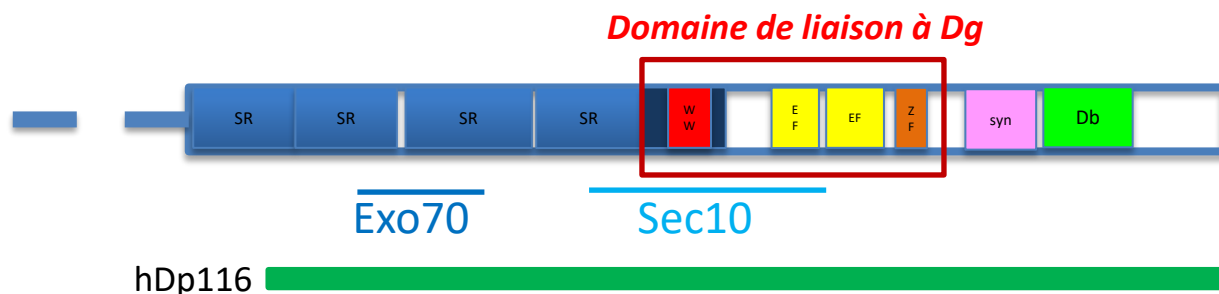 Domaine de liaison à Dg
SR SR SR SR W W E F EF Z F syn Db
Exo70 Sec10
hDp116